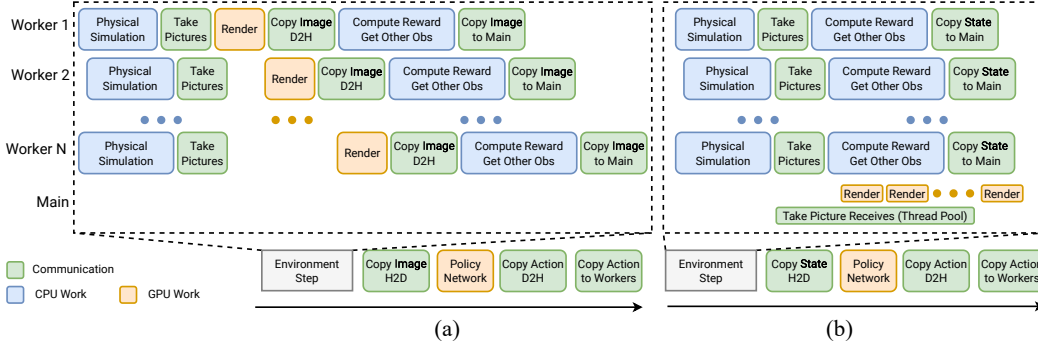 Worker 1
Physical
Simulation
Take
Pictures
Render
Copy Image
D2H
Compute Reward
Get Other Obs
Copy Image
to Main
Worker 2
Physical
Simulation
Take
Pictures
Render
Copy Image
D2H
Compute Reward
Get Other Obs
Copy Image
to Main
Worker N
Physical
Simulation
Take
Pictures
Render
Copy Image
D2H
Compute Reward
Get Other Obs
Copy Image
to Main
Main
Environment
Step
Copy Image
H2D
Policy
Network
Copy Action
D2H
Copy Action
to Workers
Communication
CPU Work
GPU Work
(a)
Physical
Simulation
Take
Pictures
Compute Reward
Get Other Obs
Copy State
to Main
Physical
Simulation
Take
Pictures
Compute Reward
Get Other Obs
Copy State
to Main
Physical
Simulation
Take
Pictures
Compute Reward
Get Other Obs
Copy State
to Main
Render
Render
Render
Take Picture Receives (Thread Pool)
Environment
Step
Copy State
H2D
Policy
Network
Copy Action
D2H
Copy Action
to Workers
(b)